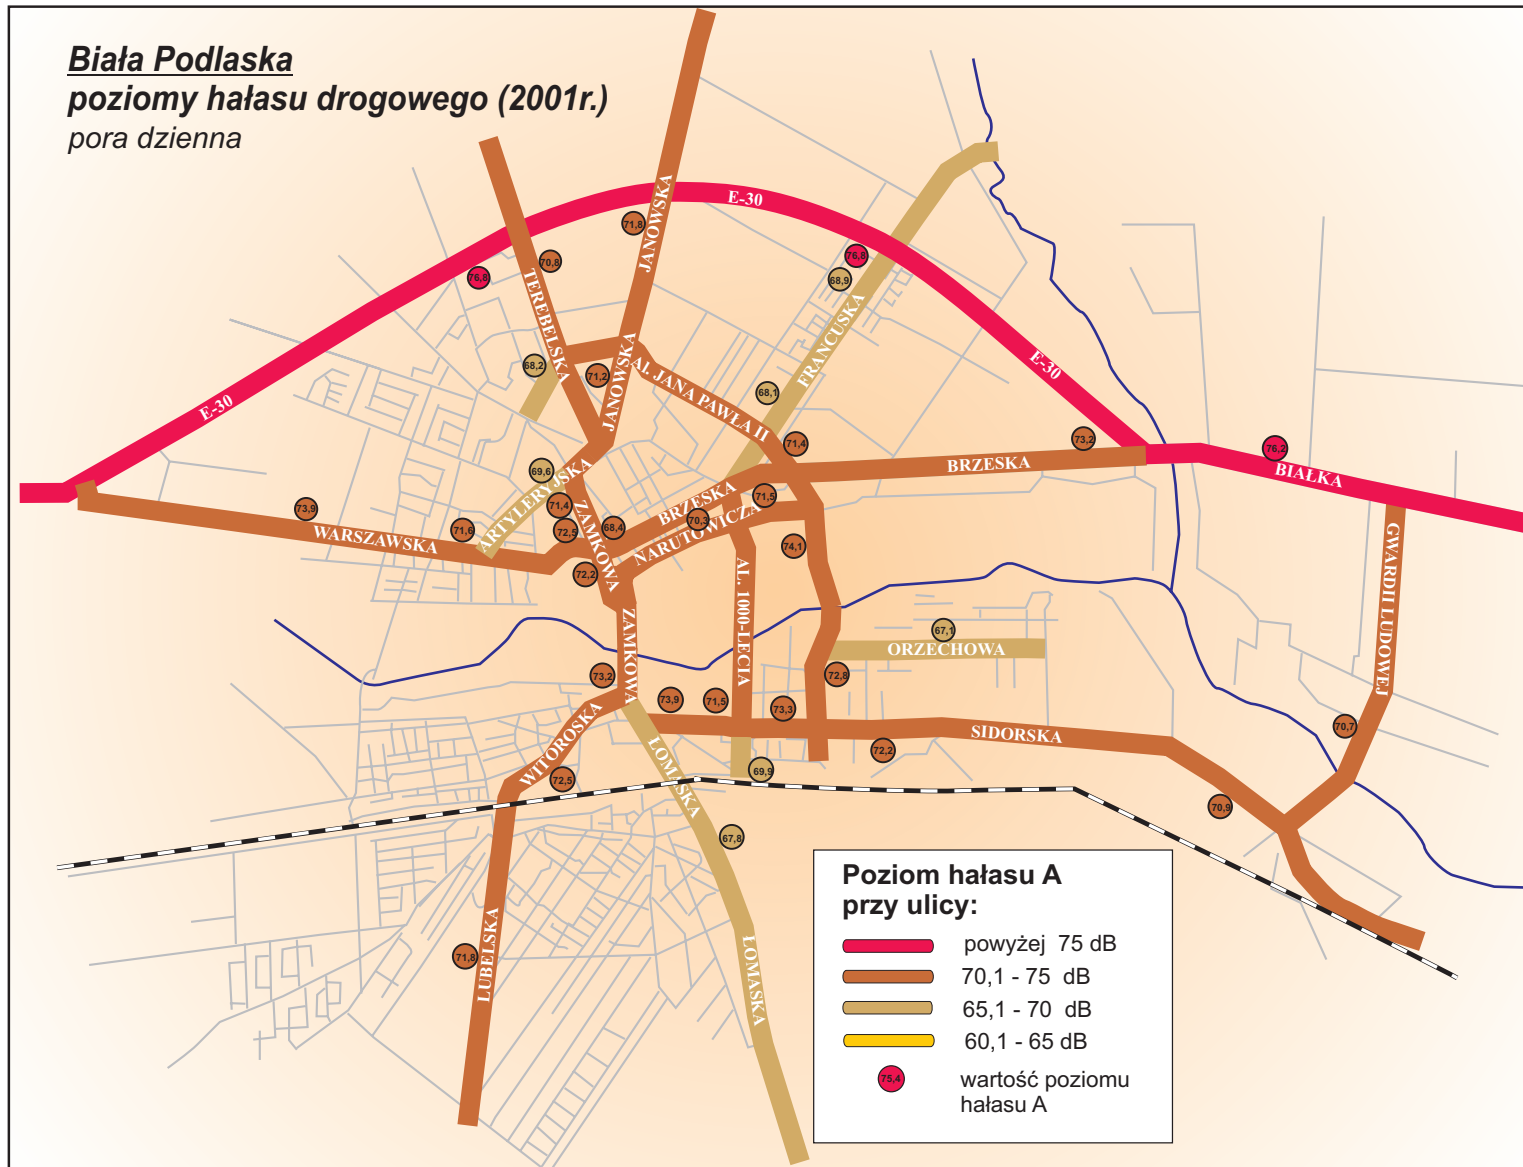 Biała Podlaska
poziomy hałasu drogowego (2001r.)
pora dzienna
E-30
JANOWSKA
71,8
70,8
76,8
TEREBELSKA
76,8
68,9
FRANCUSKA
E-30
E-30
68,2
71,2
JANOWSKA
Al. JANA PAWŁA II
68,1
71,4
73,2
BRZESKA
76,2
BIAŁKA
69,6
ARTYLERYJSKA
71,4
ZAMKOWA
73,9
WARSZAWSKA
71,6
72,5
68,4
BRZESKA
70,3
71,5
NARUTOWICZA
74,1
72,2
GWARDII LUDOWEJ
ZAMKOWA
AL. 1000-LECIA
67,1
ORZECHOWA
73,2
72,8
73,9
71,5
73,3
72,2
SIDORSKA
70,7
WITOROSKA
72,5
ŁOMASKA
69,9
70,9
67,8
71,8
LUBELSKA
ŁOMASKA
Poziom hałasu A
przy ulicy:
powyżej 75 dB
70,1 - 75 dB
65,1 - 70 dB
60,1 - 65 dB
75,4
wartość poziomu
hałasu A